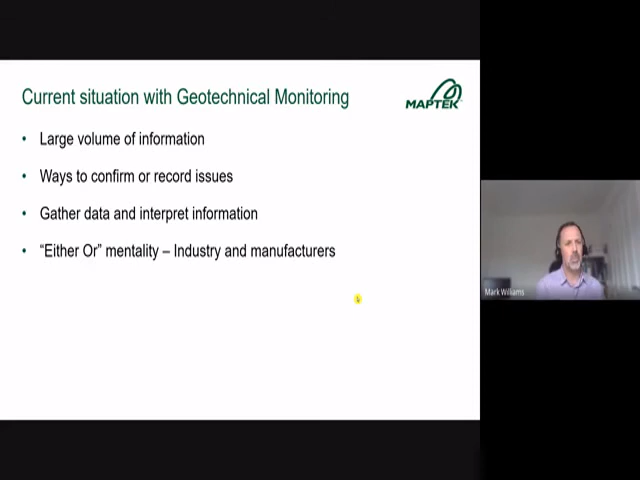 Current situation with Geotechnical Monitoring
MAPTEK
• Large volume of information
• Ways to confirm or record issues
• Gather data and interpret information
• “Either Or” mentality – Industry and manufacturers
Mark Williams